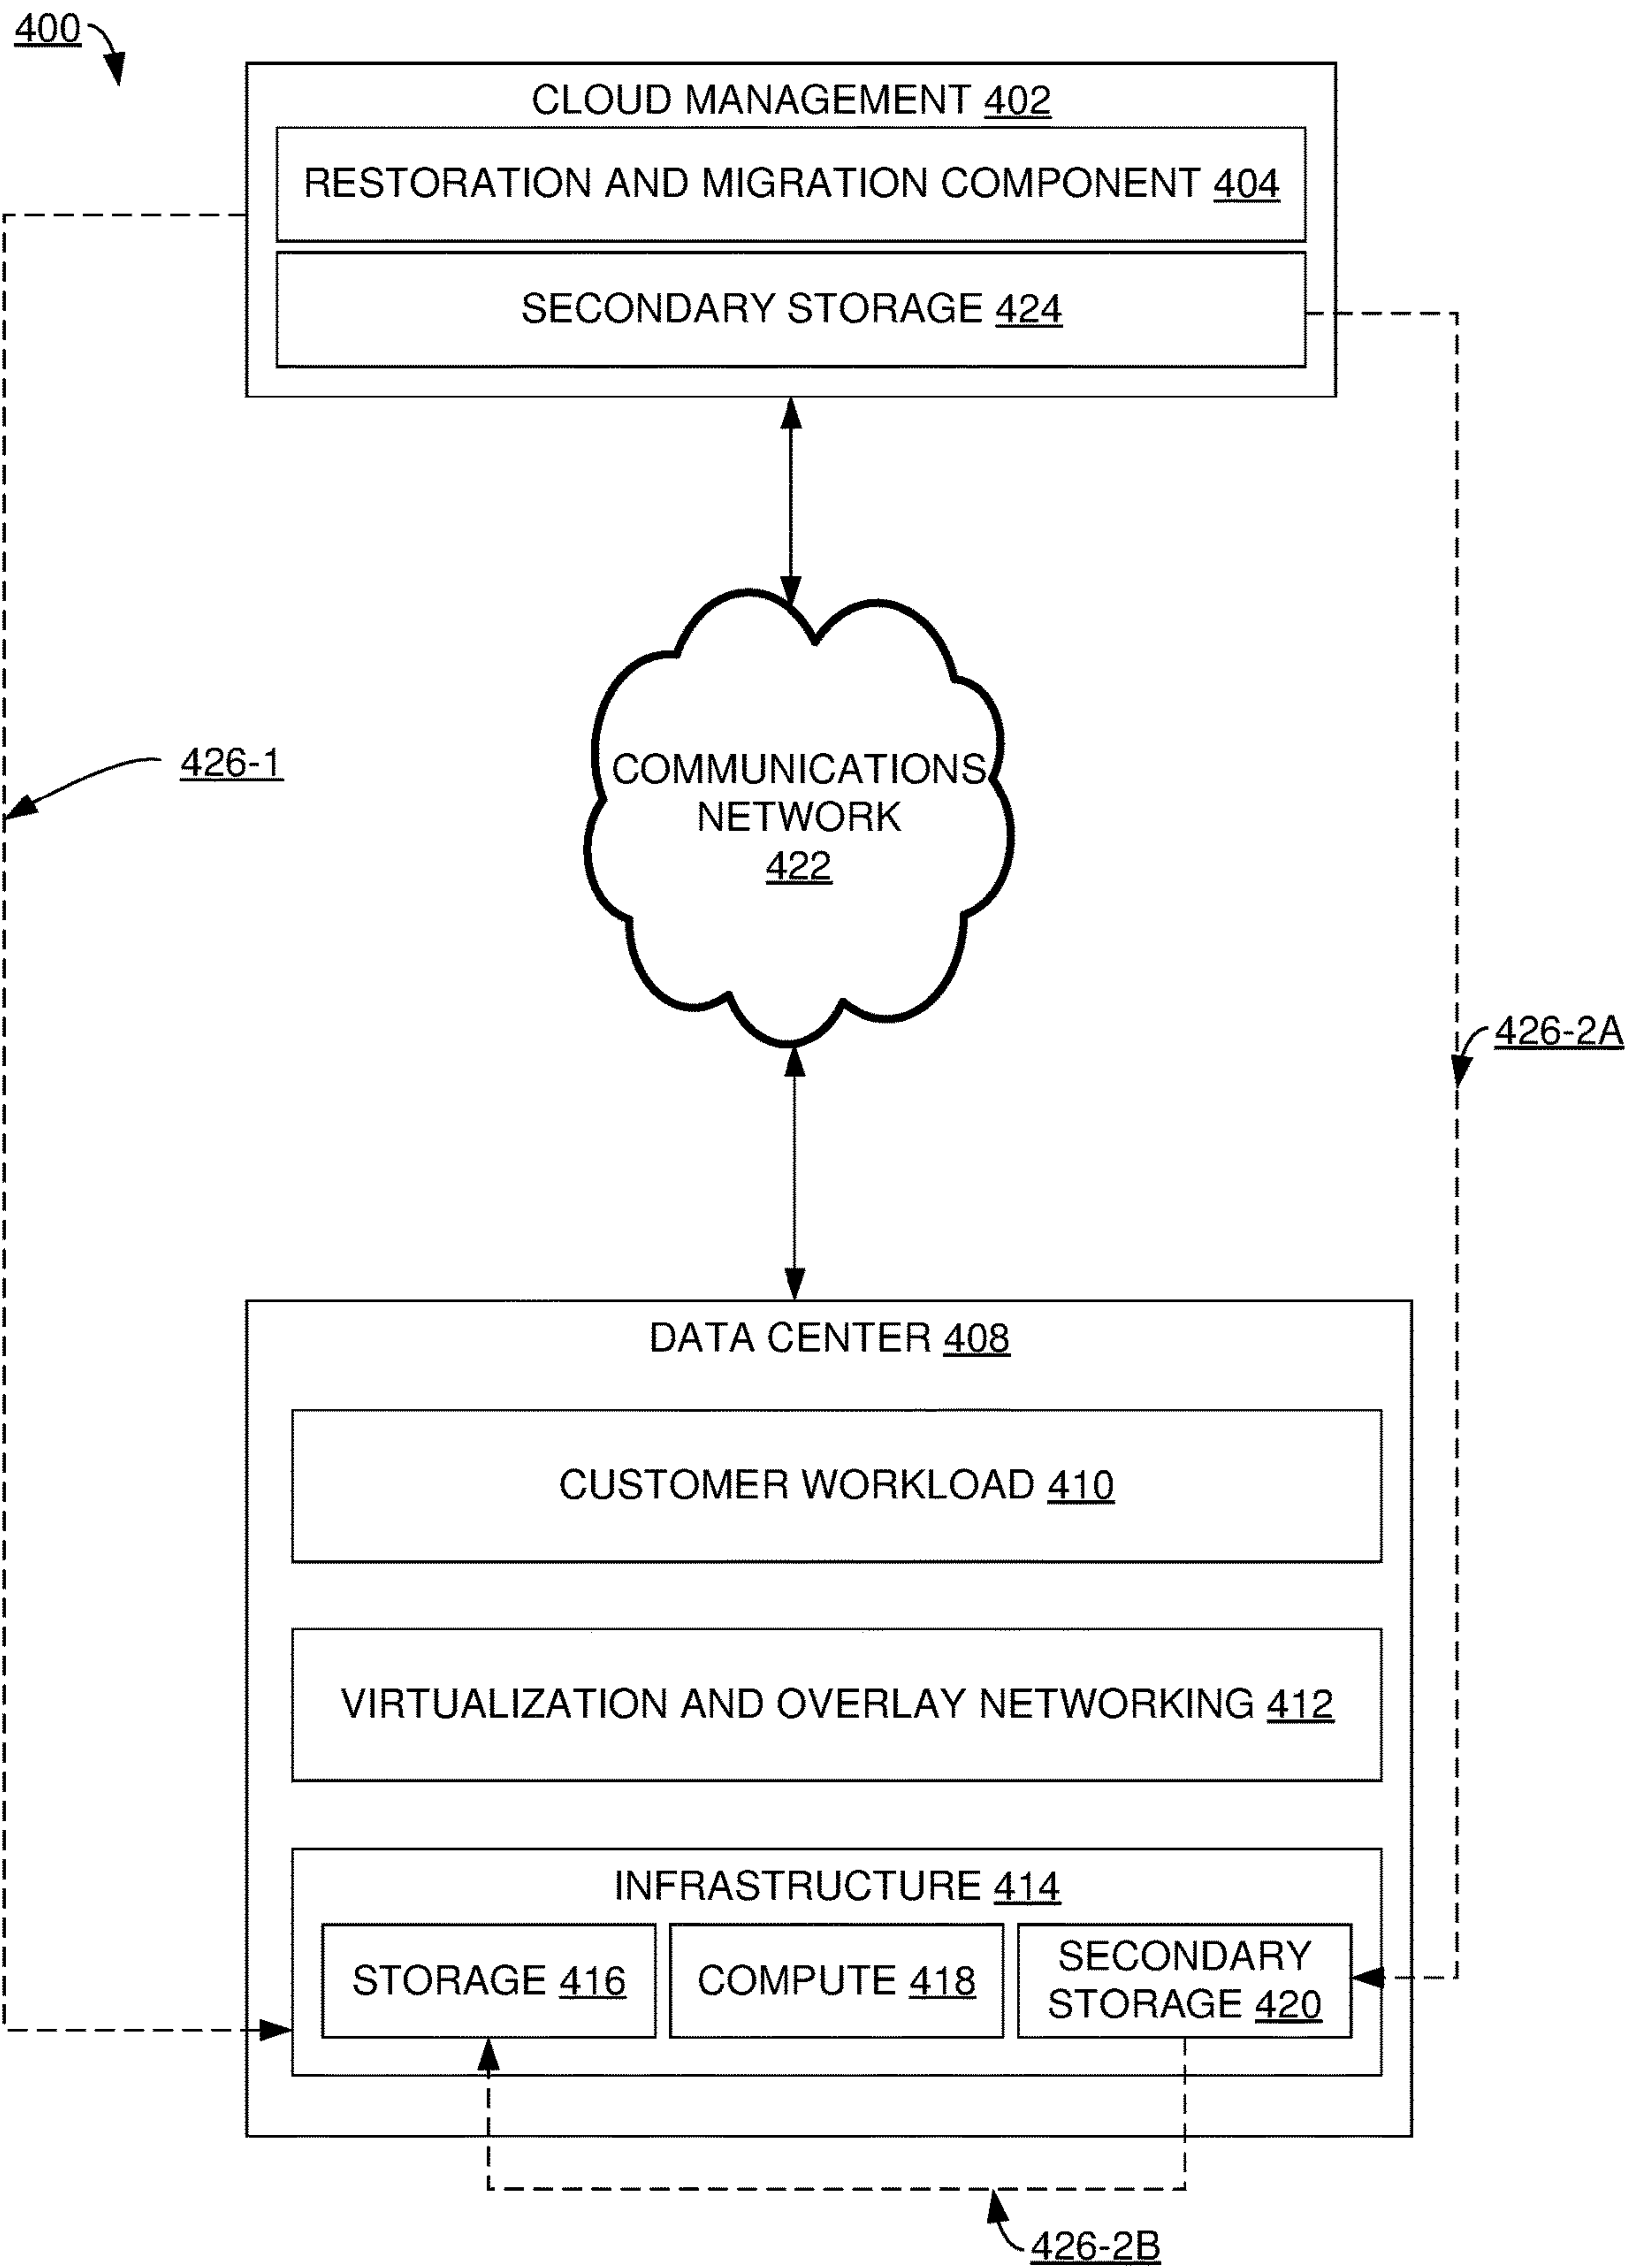 400
CLOUD MANAGEMENT 402
RESTORATION AND MIGRATION COMPONENT 404
SECONDARY STORAGE 424
426-1
COMMUNICATIONS
NETWORK
422
426-2A
DATA CENTER 408
CUSTOMER WORKLOAD 410
VIRTUALIZATION AND OVERLAY NETWORKING 412
INFRASTRUCTURE 414
STORAGE 416
COMPUTE 418
SECONDARY
STORAGE 420
426-2B